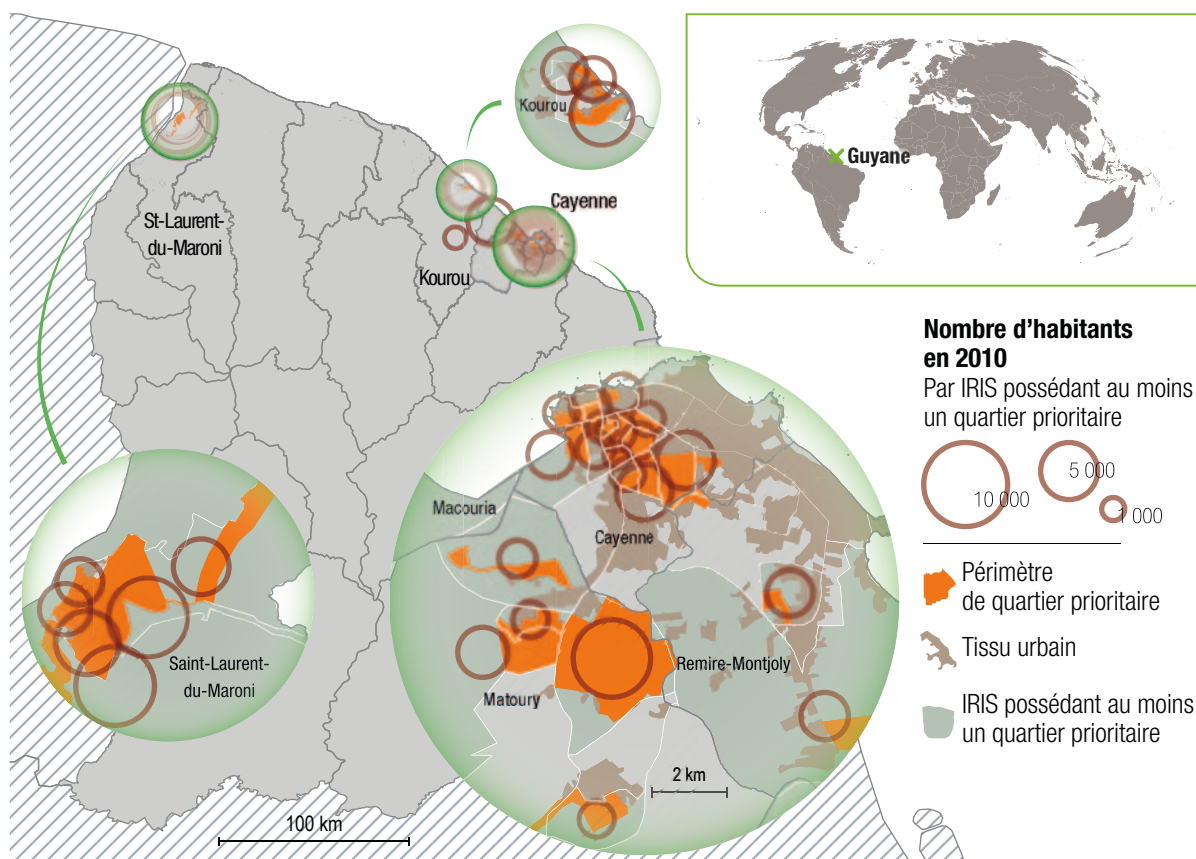 Kourou
Guyane
Cayenne
St-Laurent-
du-Maroni
Kourou
Nombre d'habitants
en 2010
Par IRIS possédant au moins
un quartier prioritaire
10 000
5 000
1 000
Périmètre
de quartier prioritaire
Tissu urbain
IRIS possédant au moins
un quartier prioritaire
Macouria
Cayenne
Remire-Montjoly
Matoury
2 km
Saint-Laurent-
du-Maroni
100 km